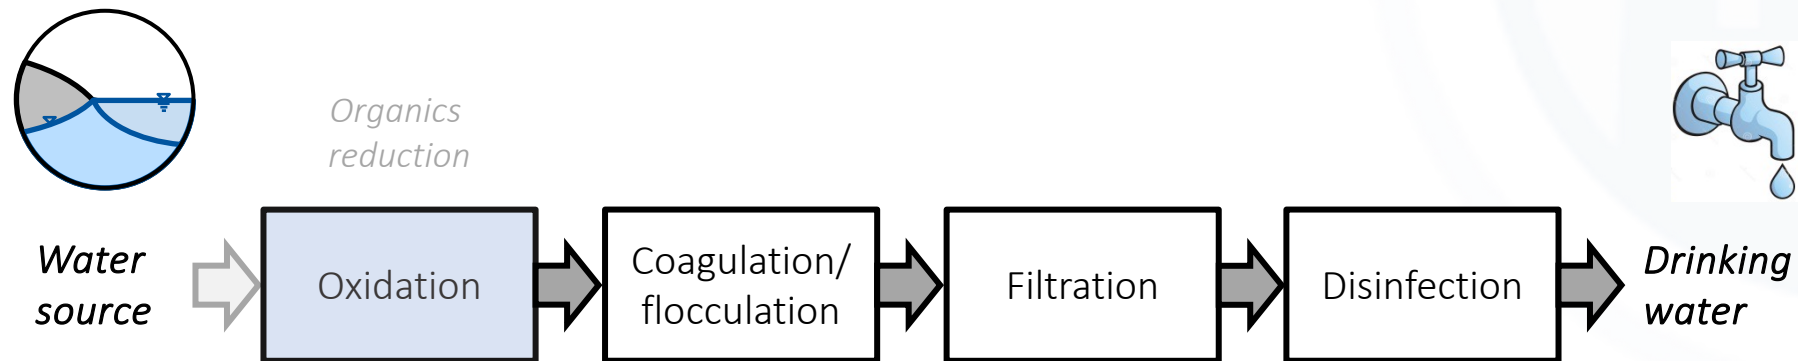 Organics
reduction
Water
source
Oxidation
Coagulation/
flocculation
Filtration
Disinfection
Drinking
water